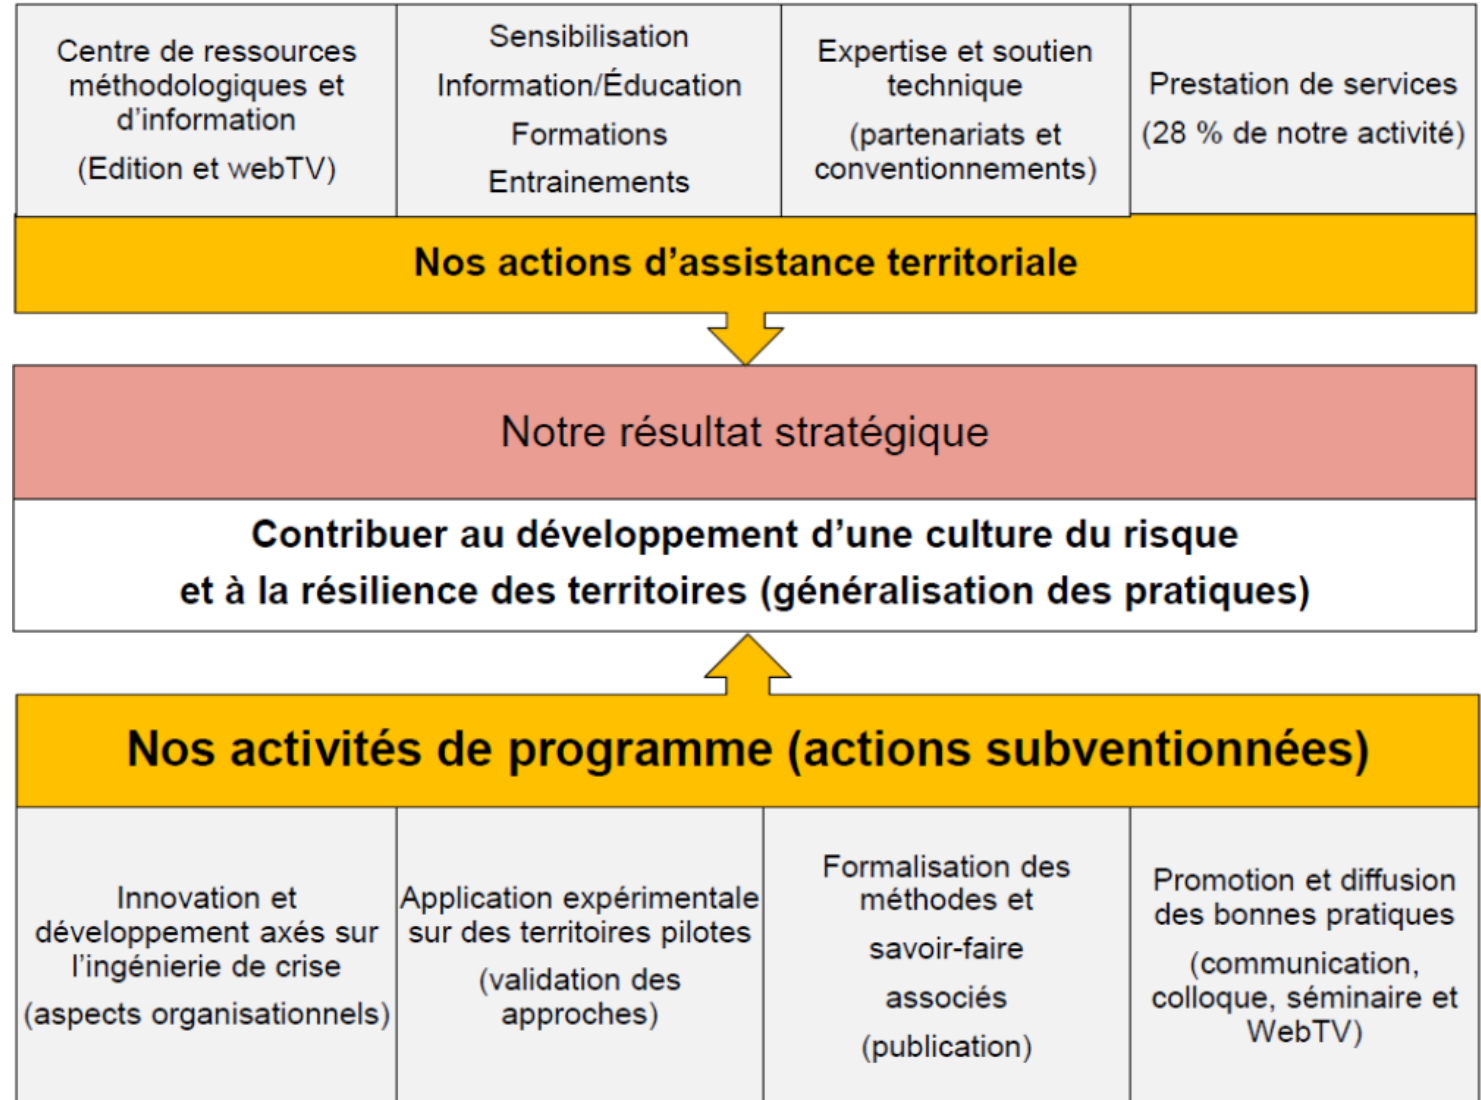 Centre de ressources
méthodologiques et
d'information
(Edition et webTV)
Sensibilisation
Information/Éducation
Formations
Entrainements
Expertise et soutien
technique
(partenariats et
conventionnements)
Prestation de services
(28 % de notre activité)
Nos actions d'assistance territoriale
Notre résultat stratégique
Contribuer au développement d'une culture du risque
et à la résilience des territoires (généralisation des pratiques)
Nos activités de programme (actions subventionnées)
Innovation et
développement axés sur
l'ingénierie de crise
(aspects organisationnels)
Application expérimentale
sur des territoires pilotes
(validation des
approches)
Formalisation des
méthodes et
savoir-faire
associés
(publication)
Promotion et diffusion
des bonnes pratiques
(communication,
colloque, séminaire et
WebTV)